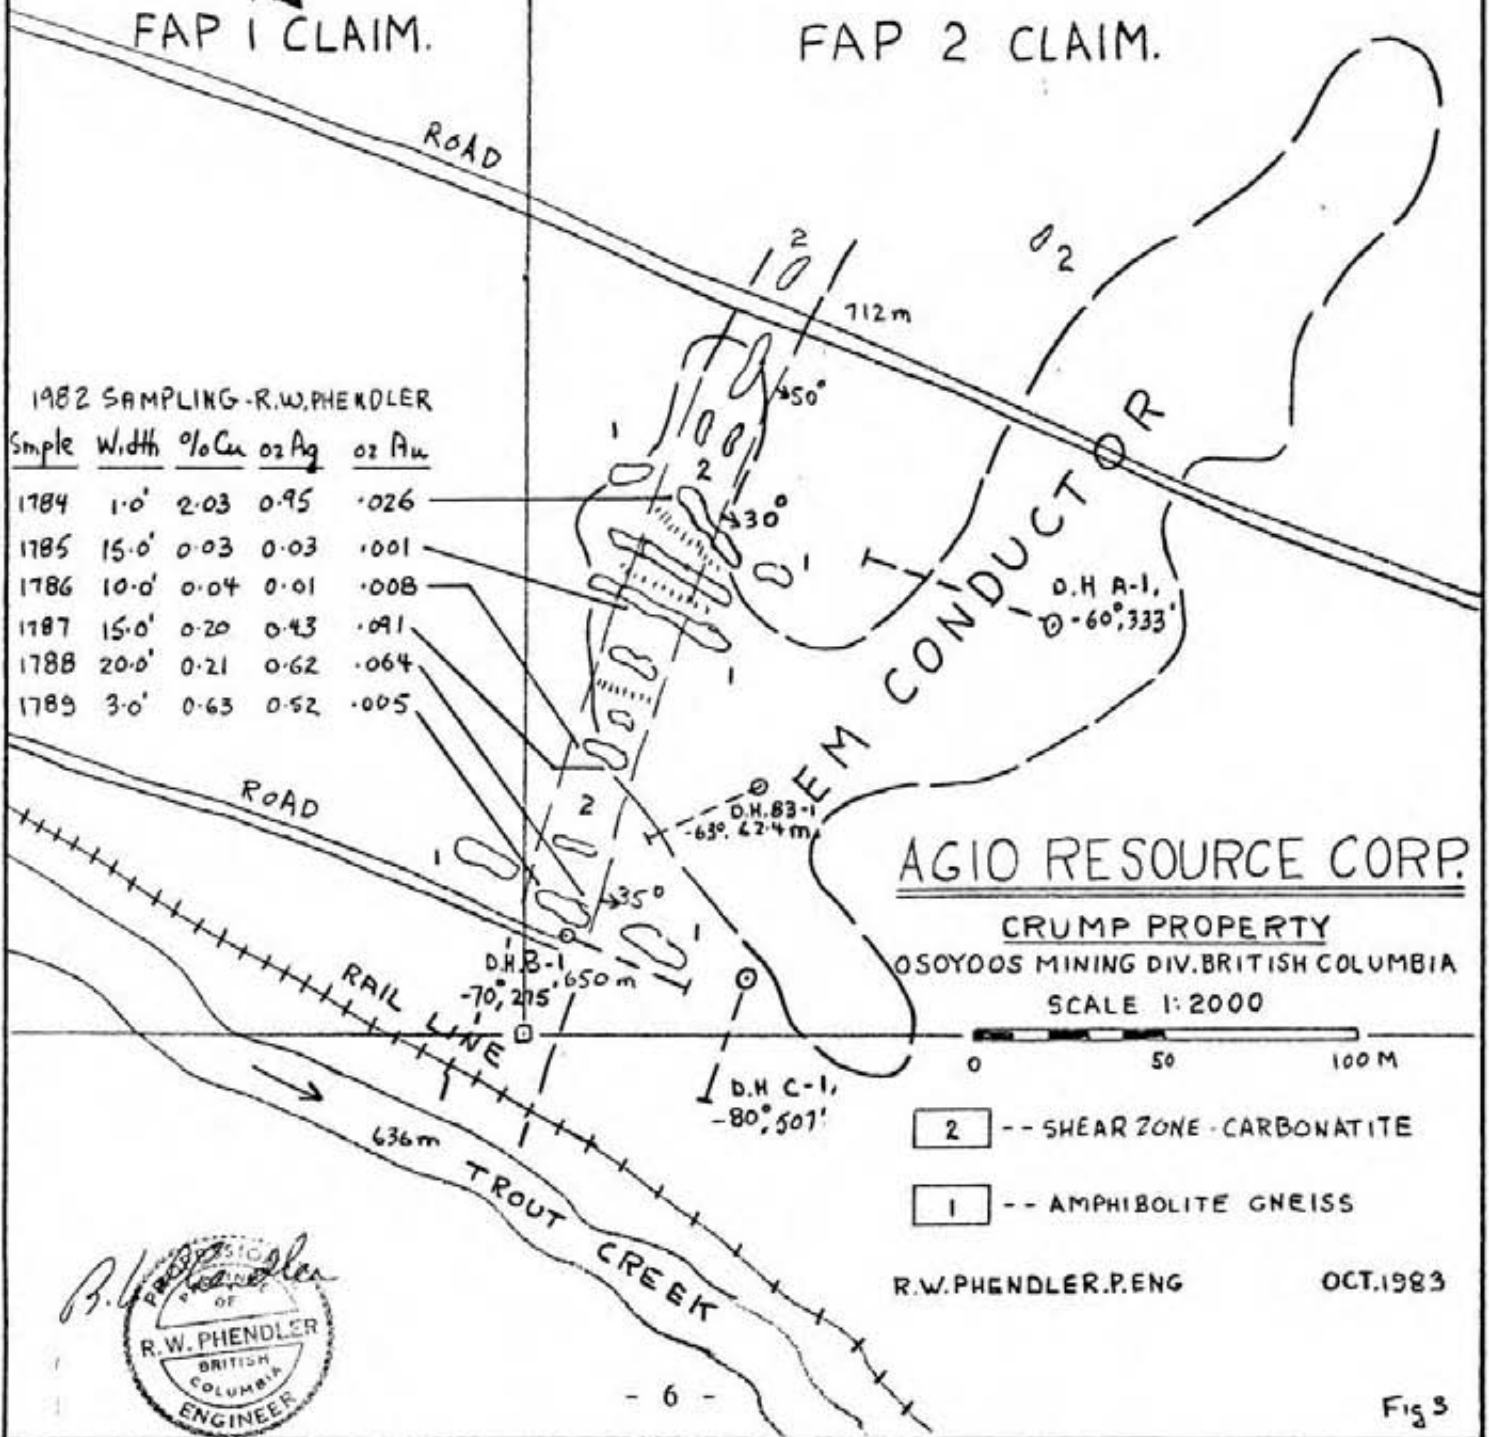 FAP 1 CLAIM.
FAP 2 CLAIM.
ROAD
2
2
712m
50°
1982 SAMPLING-R.W.PHENDLER
Smple Width %Cu oz Ag oz Au
1784 1.0' 2.03 0.95 .026
1785 15.0' 0.03 0.03 .001
1786 10.0' 0.04 0.01 .008
1787 15.0' 0.20 0.43 .091
1788 20.0' 0.21 0.62 .064
1789 3.0' 0.63 0.52 .005
1
2
30°
1
1
EM CONDUCTOR
D.H A-1,
-60°,333'
ROAD
2
D.H.83-1
-63°, 62.4m,
1
35°
1
D.H.B-1
-70°, 275'
650m
RAIL LINE
D.H C-1,
-80°,507'
636m
TROUT CREEK
AGIO RESOURCE CORP.
CRUMP PROPERTY
OSOYOOS MINING DIV. BRITISH COLUMBIA
SCALE 1:2000
0 50 100 M
2 -- SHEAR ZONE - CARBONATITE
1 -- AMPHIBOLITE GNEISS
R.W.PHENDLER.P.ENG OCT.1983
PROFESSIONAL
PROVINCE
OF
R.W. PHENDLER
BRITISH
COLUMBIA
ENGINEER
- 6 -
Fig 3